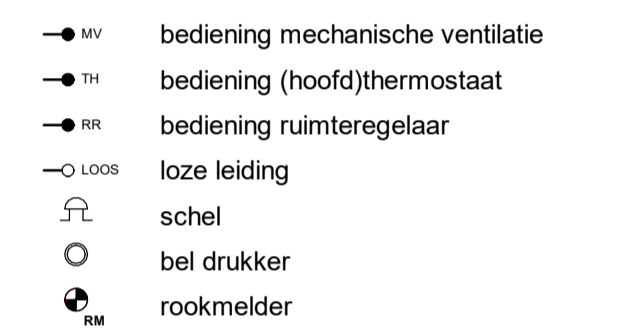 MV bediening mechanische ventilatie
TH bediening (hoofd)thermostaat
RR bediening ruimteregelaar
LOOS loze leiding
schel
bel drukker
RM rookmelder